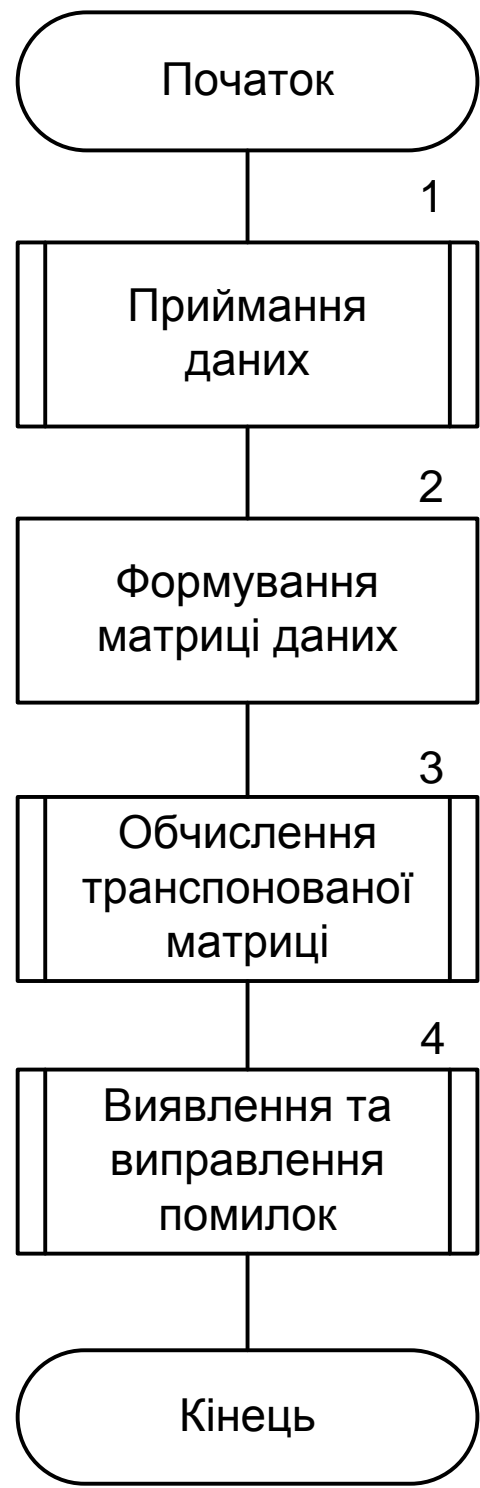 Початок
1
Приймання
даних
2
Формування
матриці даних
3
Обчислення
транспонованої
матриці
4
Виявлення та
виправлення
помилок
Кінець